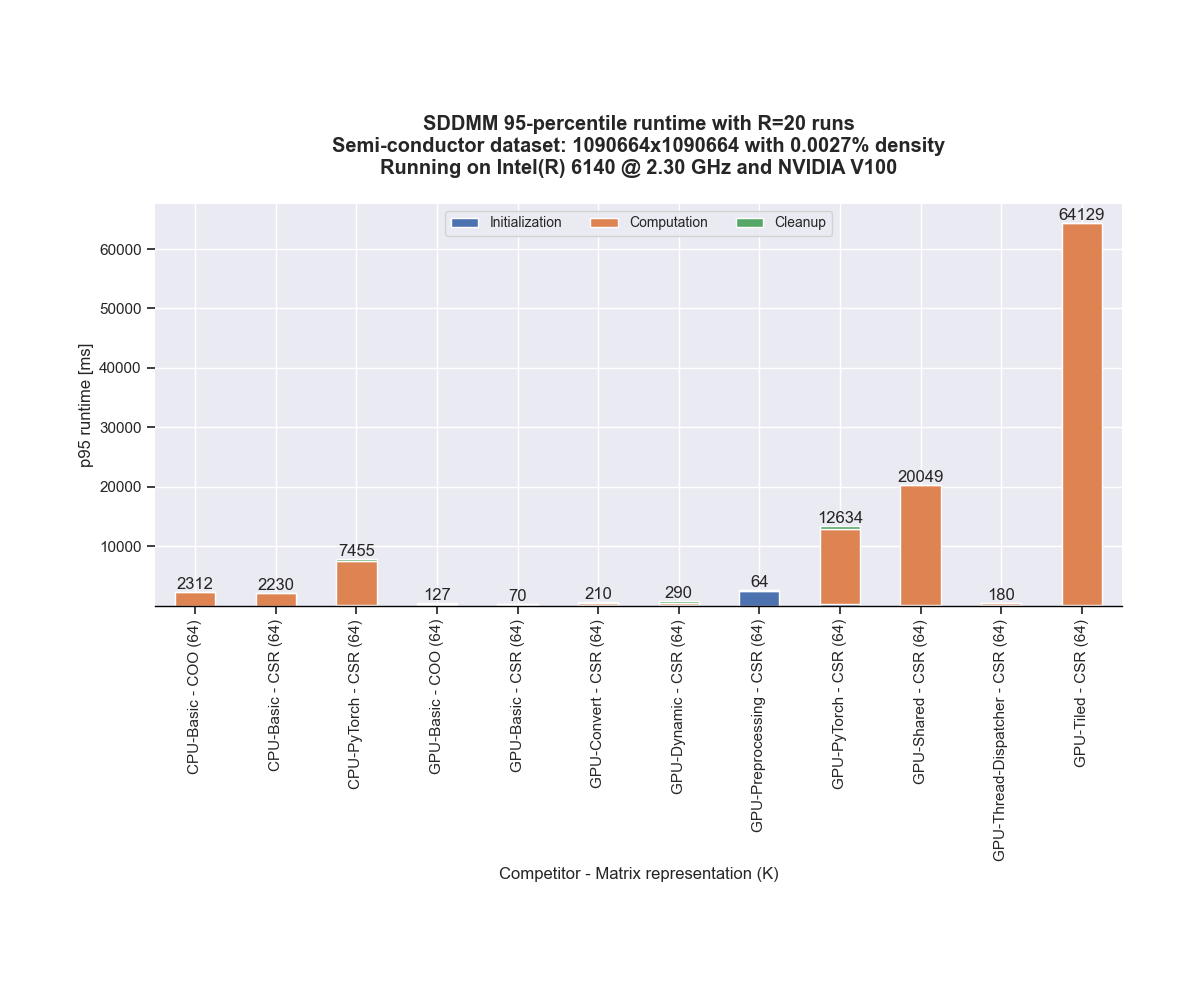 SDDMM 95-percentile runtime with R=20 runs
Semi-conductor dataset: 1090664x1090664 with 0.0027% density
Running on Intel(R) 6140 @ 2.30 GHz and NVIDIA V100
Initialization
Computation
Cleanup
p95 runtime [ms]
60000
50000
40000
30000
20000
10000
2312
2230
7455
127
70
210
290
64
12634
20049
180
64129
CPU-Basic - COO (64)
CPU-Basic - CSR (64)
CPU-PyTorch - CSR (64)
GPU-Basic - COO (64)
GPU-Basic - CSR (64)
GPU-Convert - CSR (64)
GPU-Dynamic - CSR (64)
GPU-Preprocessing - CSR (64)
GPU-PyTorch - CSR (64)
GPU-Shared - CSR (64)
GPU-Thread-Dispatcher - CSR (64)
GPU-Tiled - CSR (64)
Competitor - Matrix representation (K)